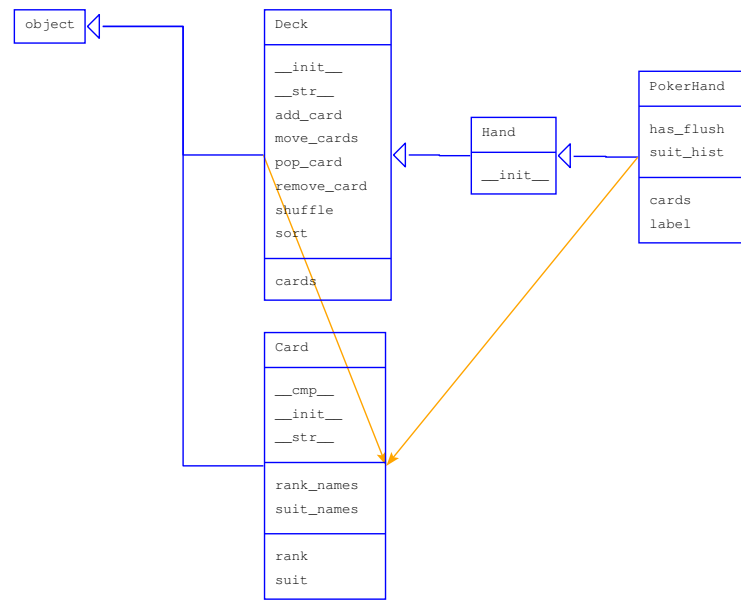 object
Deck
__init__
__str__
add_card
move_cards
pop_card
remove_card
shuffle
sort
cards
Hand
__init__
PokerHand
has_flush
suit_hist
cards
label
Card
__cmp__
__init__
__str__
rank_names
suit_names
rank
suit